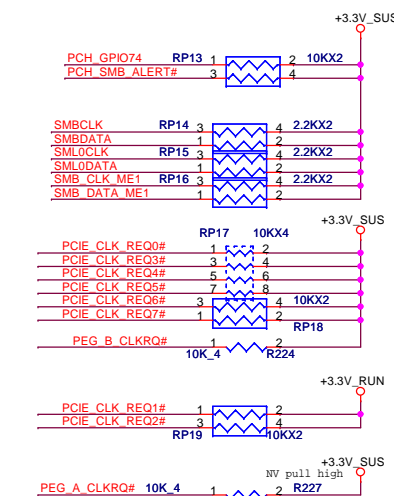 +3.3V_SUS
PCH_GPIO74 RP13 1 2 10KX2
PCH_SMB_ALERT# 3 4
SMBCLK RP14 3 4 2.2KX2
SMBDATA 1 2
SML0CLK RP15 3 4 2.2KX2
SML0DATA 1 2
SMB_CLK_ME1 RP16 3 4 2.2KX2
SMB_DATA_ME1 1 2
+3.3V_SUS
RP17 10KX4
PCIE_CLK_REQ0# 1 2
PCIE_CLK_REQ3# 3 4
PCIE_CLK_REQ4# 5 6
PCIE_CLK_REQ5# 7 8
PCIE_CLK_REQ6# 3 4 10KX2
PCIE_CLK_REQ7# 1 2
RP18
PEG_B_CLKRQ# 1 2
10K_4 R224
+3.3V_RUN
PCIE_CLK_REQ1# 1 2
PCIE_CLK_REQ2# 3 4
RP19 10KX2
+3.3V_SUS
NV pull high
PEG_A_CLKRQ# 10K_4 1 2 R227